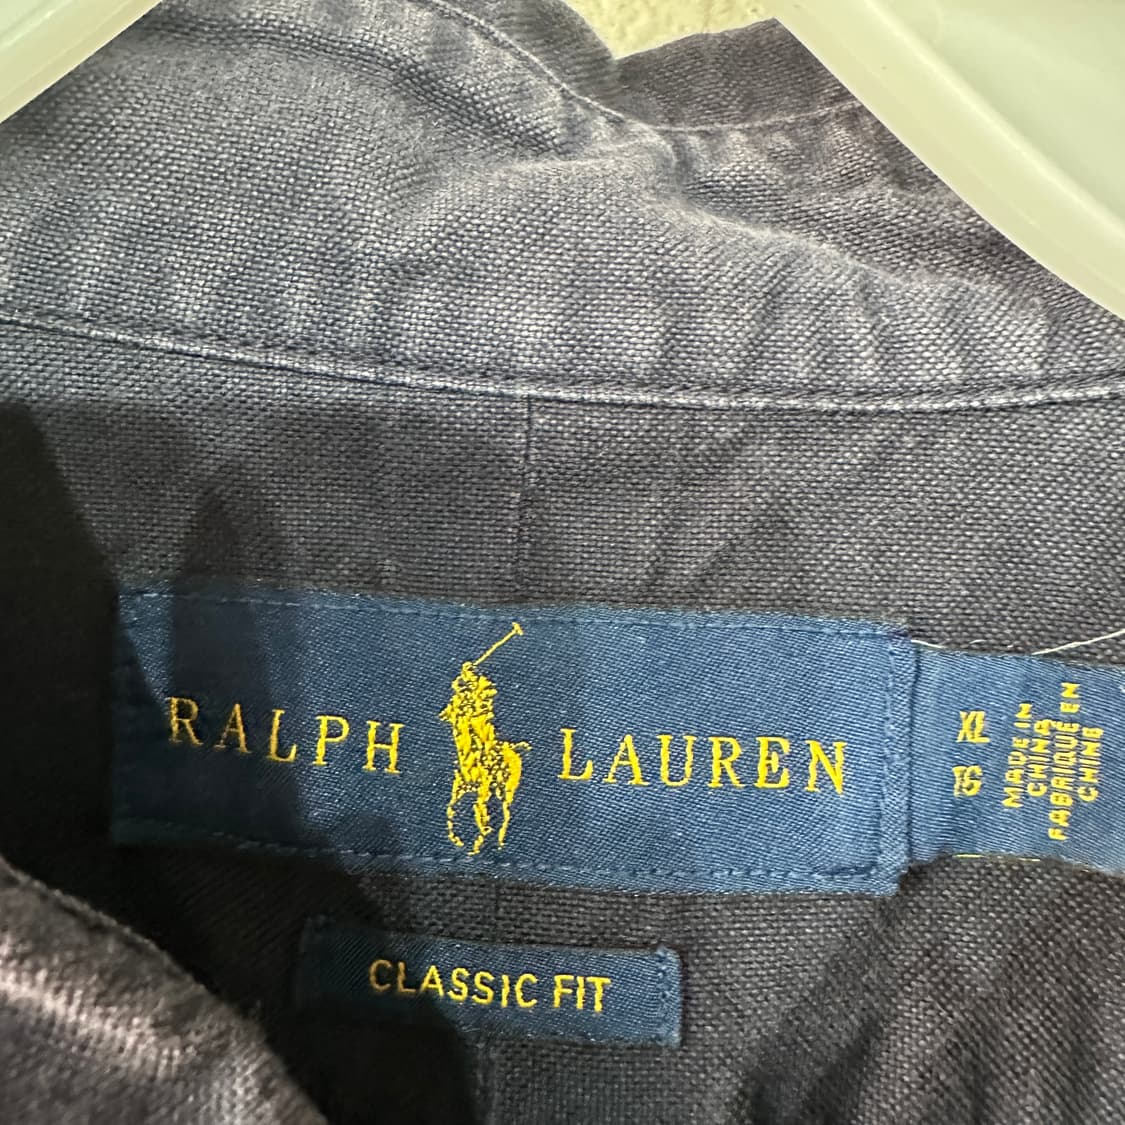 RALPH LAUREN
XL
TG
MADE IN
CHINA
FABRIQUÉ EN
CHINE
CLASSIC FIT